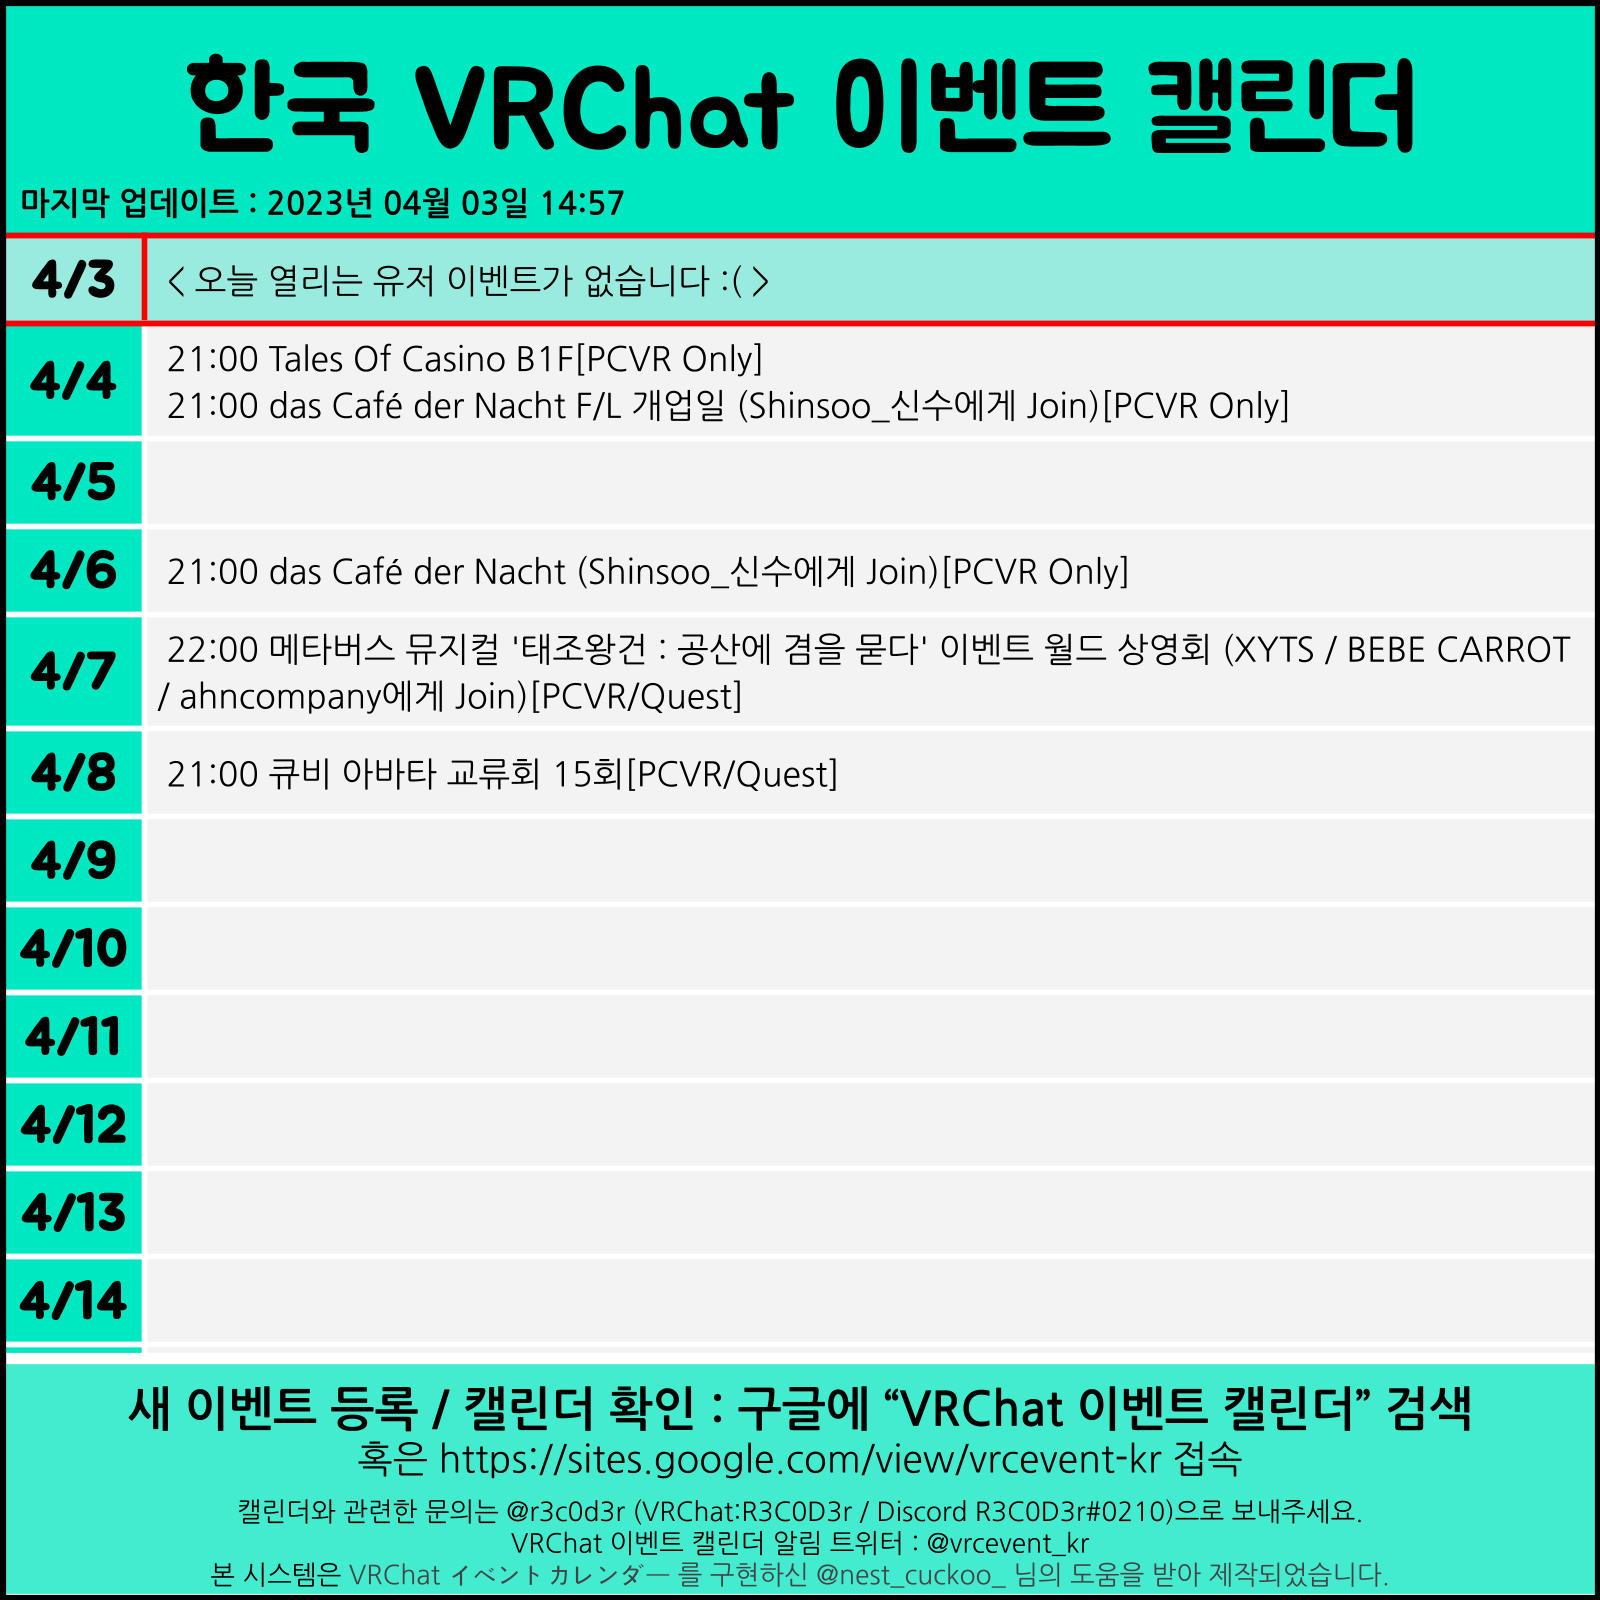 한국 VRChat 이벤트 캘린더
마지막 업데이트 : 2023년 04월 03일 14:57
4/3
< 오늘 열리는 유저 이벤트가 없습니다 :( >
4/4
21:00 Tales Of Casino B1F[PCVR Only]
21:00 das Café der Nacht F/L 개업일 (Shinsoo_신수에게 Join)[PCVR Only]
4/5
4/6
21:00 das Café der Nacht (Shinsoo_신수에게 Join)[PCVR Only]
4/7
22:00 메타버스 뮤지컬 '태조왕건 : 공산에 겸을 묻다' 이벤트 월드 상영회 (XYTS / BEBE CARROT
/ ahncompany에게 Join)[PCVR/Quest]
4/8
21:00 큐비 아바타 교류회 15회[PCVR/Quest]
4/9
4/10
4/11
4/12
4/13
4/14
새 이벤트 등록 / 캘린더 확인 : 구글에 “VRChat 이벤트 캘린더” 검색
혹은 https://sites.google.com/view/vrcevent-kr 접속
캘린더와 관련한 문의는 @r3c0d3r (VRChat:R3C0D3r / Discord R3C0D3r#0210)으로 보내주세요.
VRChat 이벤트 캘린더 알림 트위터 : @vrcevent_kr
본 시스템은 VRChat イベントカレンダー 를 구현하신 @nest_cuckoo_ 님의 도움을 받아 제작되었습니다.